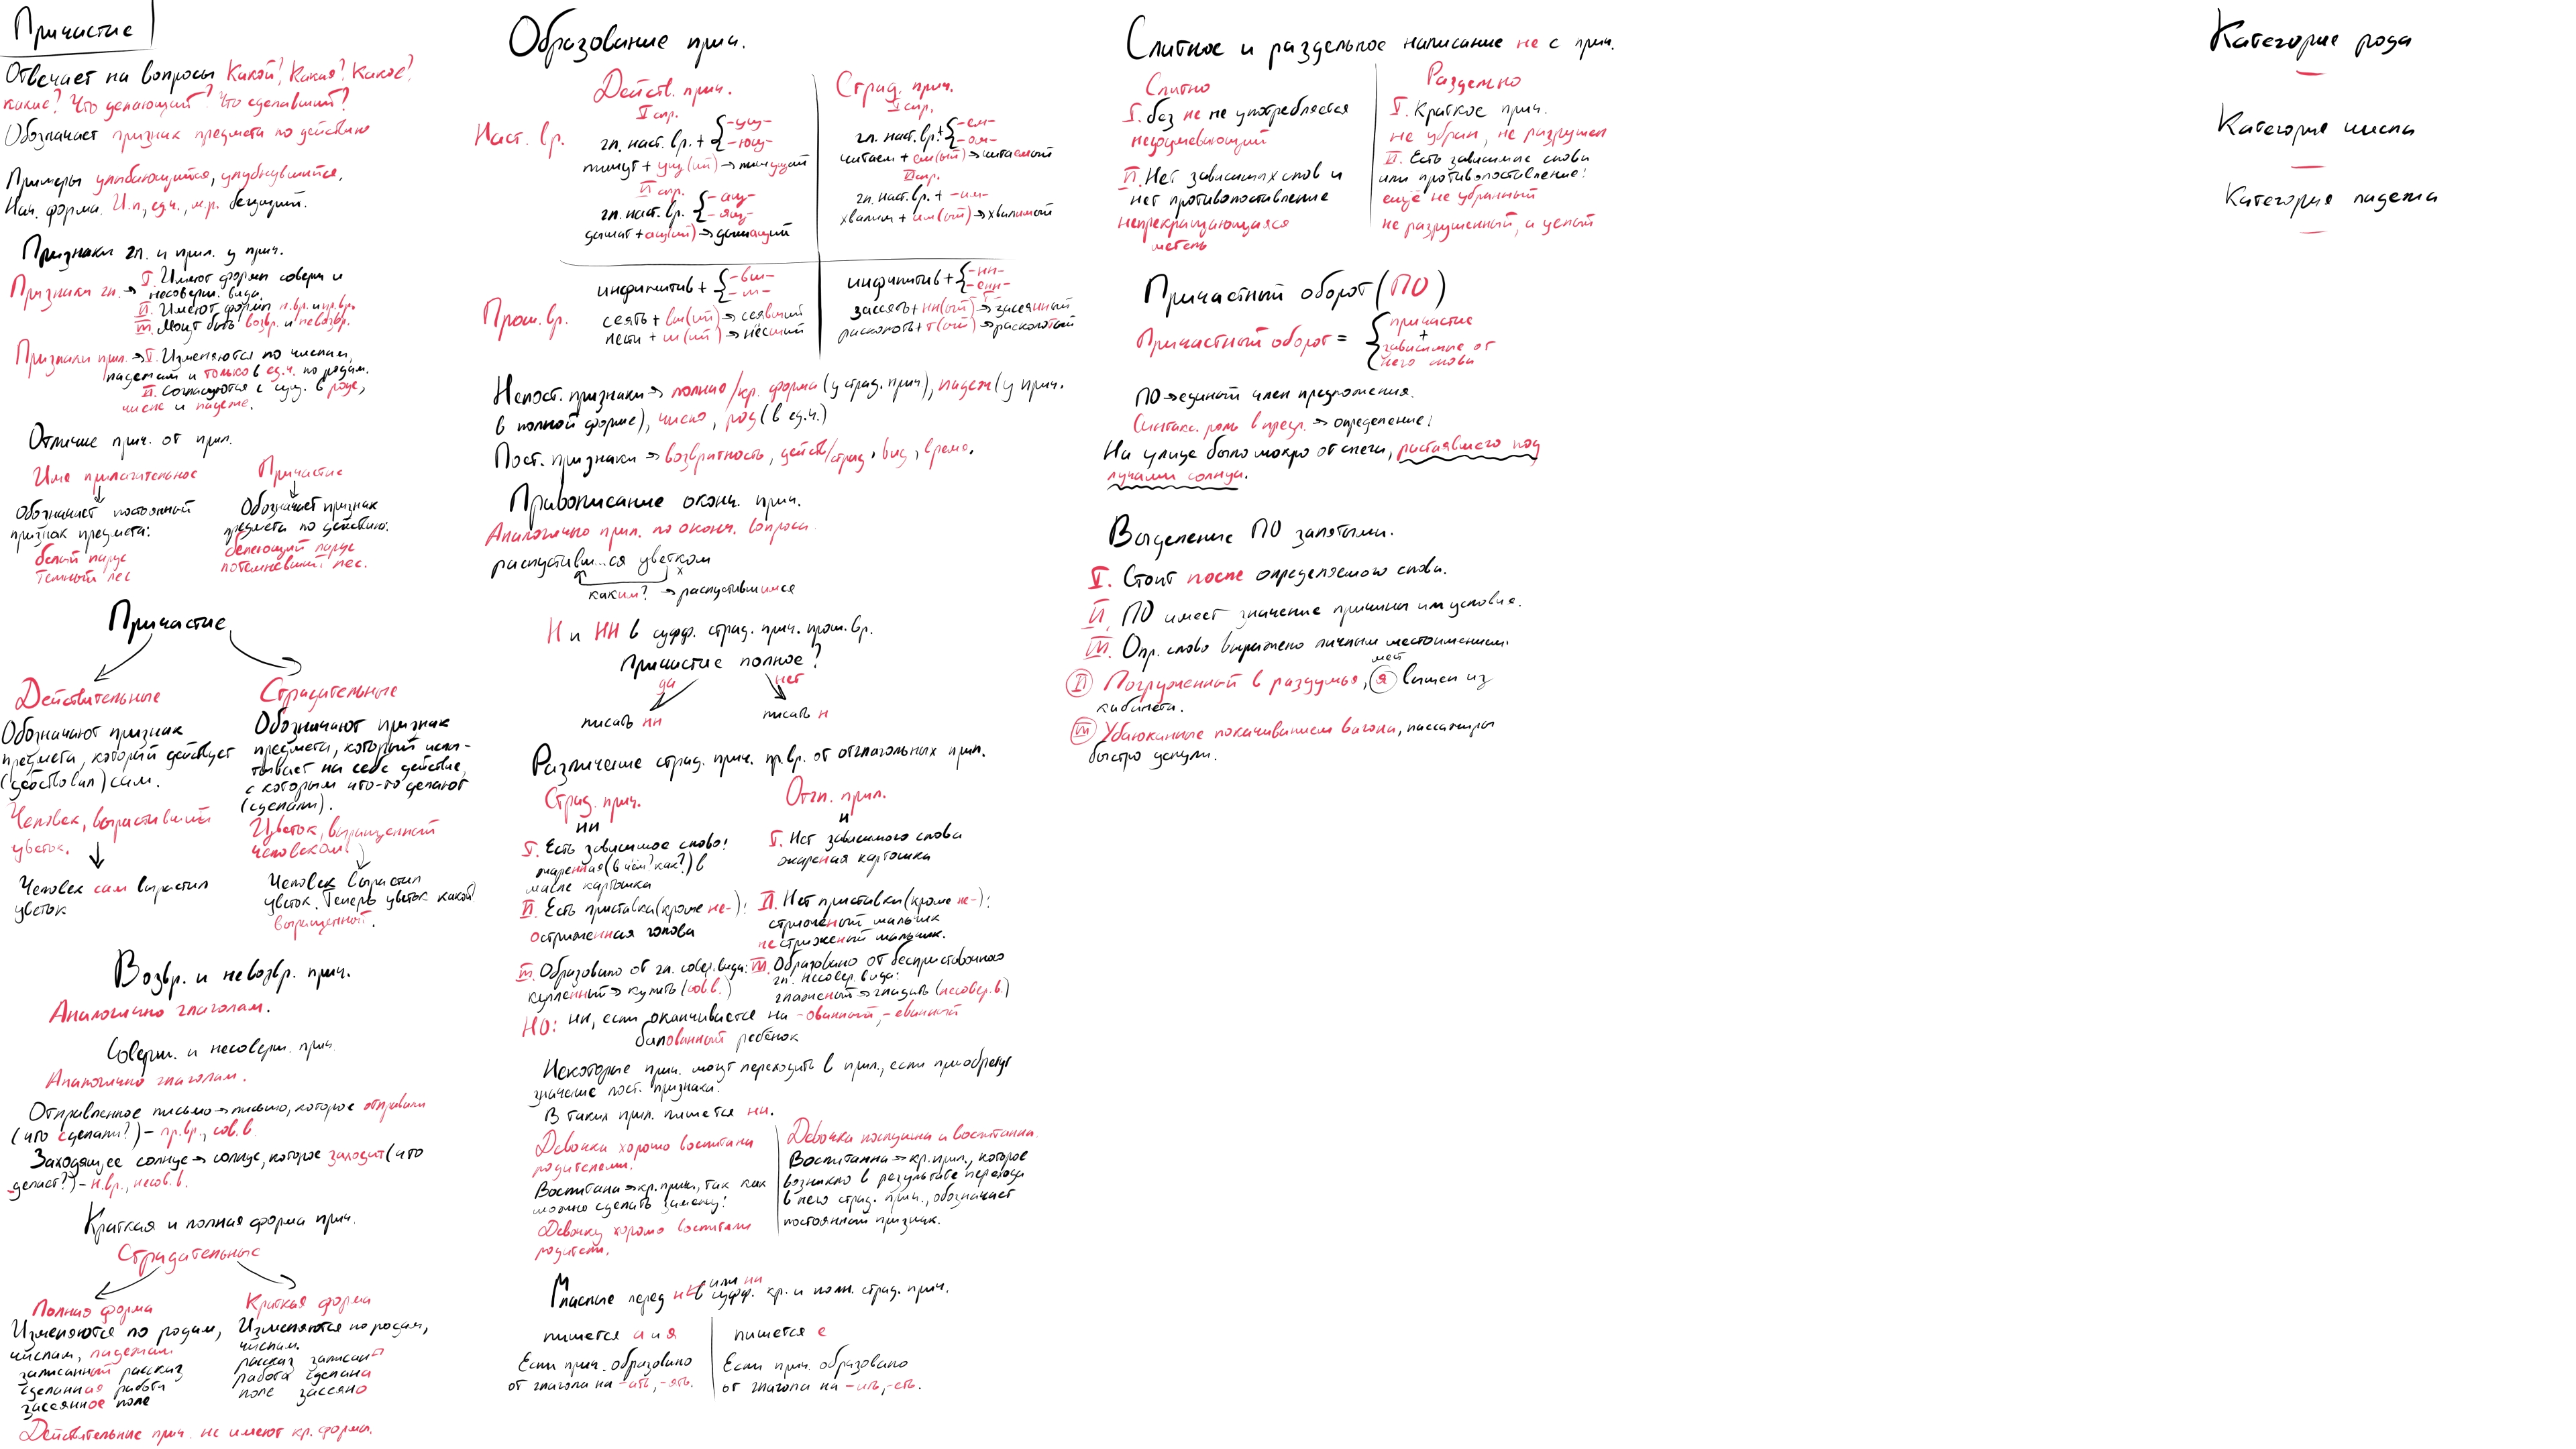 Причастие
Отвечает на вопросы Какой? Какая? Какое?
какие? Что делающий? Что сделавший?
Обозначает признак предмета по действию
Примеры улыбающийся, улыбнувшийся,
Нач. форма. И.п., ед.ч., м.р. бегущий.
Признаки гл. и прил. у прич.
Признаки гл. → I. Имеют формы соверш и
несоверш. вида.
II. Имеют формы н.вр. и пр.вр.
III. Могут быть возвр. и невозвр.
Признаки прил. → I. Изменяются по числам,
падежам и только в ед.ч. по родам.
II. Согласуются с сущ. в роде,
числе и падеже.
Отличие прич. от прил.
Имя прилагательное
Обозначает постоянный
признак предмета:
белый парус
тёмный лес
Причастие
Обозначает признак
предмета по действию:
белеющий парус
потемневший лес.
Причастие
Действительные
Обозначают признак
предмета, который действует
(действовал) сам.
Человек, вырастивший
цветок.
Человек сам вырастил
цветок
Страдательные
Обозначают признак
предмета, который испы-
тывает на себе действие,
с которым что-то делают
(сделали).
Цветок, выращенный
человеком.
Человек вырастил
цветок. Теперь цветок какой?
выращенный.
Возвр. и невозвр. прич.
Аналогично глаголам.
Соверш. и несоверш. прич
Аналогично глаголам.
Отправленное письмо → письмо, которое отправили
(что сделали?) – пр.вр., сов.в
Заходящее солнце → солнце, которое заходит (что
делает?) – н.вр., несов.в.
Краткая и полная форма прич.
Страдательные
Полная форма
Изменяются по родам,
числам, падежам
записанный рассказ
сделанная работа
засеянное поле
Краткая форма
Изменяются по родам,
числам.
рассказ записан
работа сделана
поле засеяно
Действительные прич. не имеют кр. формы.
Образование прич.
Действ. прич.
Страд. прич.
Наст. вр.
I спр.
гл. наст. вр. + { -ущ-
-ющ-
пишут + ущ(ий) → пишущий
II спр.
гл. наст. вр. { -ащ-
-ящ-
дышат + ащ(ий) → дышащий
I спр.
гл. наст. вр. + { -ем-
-ом-
читаем + ем(ый) → читаемый
II спр.
гл. наст. вр. + -им-
хвалим + им(ый) → хвалимый
Прош. вр.
инфинитив + { -вш-
-ш-
сеять + вш(ий) → сеявший
нести + ш(ий) → нёсший
инфинитив + { -нн-
-енн-
-т-
засеять + нн(ый) → засеянный
расколоть + т(ый) → расколотый
Непост. признаки → полная/кр. форма (у страд. прич), падеж (у прич.
в полной форме), число, род (в ед.ч.)
Пост. признаки → возвратность, действ/страд, вид, время.
Правописание оконч. прич.
Аналогично прил. по оконч. вопроса
распустивш...ся цветком
х
каким? → распустившимся
Н и НН в суфф. страд. прич. прош. вр.
Причастие полное?
да
нет
писать нн
писать н
Различение страд. прич. пр.вр. от отглагольных прил.
Страд. прич.
нн
I. Есть зависимое слово!
жаренная (в чём? как?) в
масле картошка
II. Есть приставка (кроме не-):
остриженная голова
III. Образовано от гл. совер. вида:
купленный → купить (сов в.)
Отгл. прил.
н
I. Нет зависимого слова
жареная картошка
II. Нет приставки (кроме не-):
стриженый мальчик
нестриженый мальчик.
III. Образовано от бесприставочного
гл. несовер. вида:
глаженый → гладить (несовер. в.)
НО: нн, если оканчивается на -ованный, -еванный
балованный ребёнок
Некоторые прич. могут переходить в прил., если приобретут
значение пост. признака.
В таких прил. пишется нн.
Девочка хорошо воспитана
родителями.
Воспитана → кр. прич, так как
можно сделать замену:
Девочку хорошо воспитали
родители.
Девочка послушна и воспитанна.
Воспитанна → кр. прил., которое
возникло в результате перехода
в него страд. прич., обозначает
постоянный признак.
Гласные перед н или нн в суфф. кр. и полн. страд. прич.
пишется а и я
Если прич. образовано
от глагола на -ать, -ять.
пишется е
Если прич. образовано
от глагола на -ить, -еть.
Слитное и раздельное написание не с прич.
Слитно
I. без не не употребляется
недоумевающий
II. Нет зависимых слов и
нет противопоставление
непрекращающаяся
метель
Раздельно
I. Краткое прич.
не убран, не разрушен
II. Есть зависимые слова
или противопоставление:
ещё не убранный
не разрушенный, а целый
Причастный оборот (ПО)
Причастный оборот = { причастие
+
зависимые от
него слова
ПО → единый член предложения.
Синтакс. роль в предл. → определение!
На улице было мокро от снега, растаявшего под
лучами солнца.
Выделение ПО запятыми.
I. Стоит после определяемого слова.
II. ПО имеет значение причины или условие.
III. Опр. слово выражено личным местоимением.
мест
II Погруженный в раздумья, я вышел из
кабинета.
III Убаюканные покачиванием вагона, пассажиры
быстро уснули.
Категорие рода
Категория числа
Категория падежа